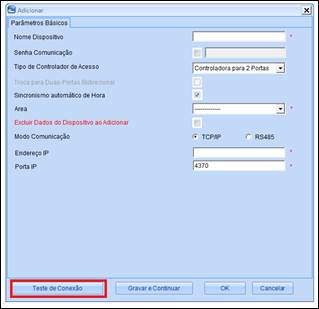 Adicionar
Parâmetros Básicos
Nome Dispositivo *
Senha Comunicação *
Tipo de Controlador de Acesso Controladora para 2 Portas
Troca para Duas-Portas Bidirecional
Sincronismo automático de Hora
Area ------------- *
Excluir Dados do Dispositivo ao Adicionar
Modo Comunicação TCP/IP RS485
Endereço IP *
Porta IP 4370 *
Teste de Conexão Gravar e Continuar OK Cancelar